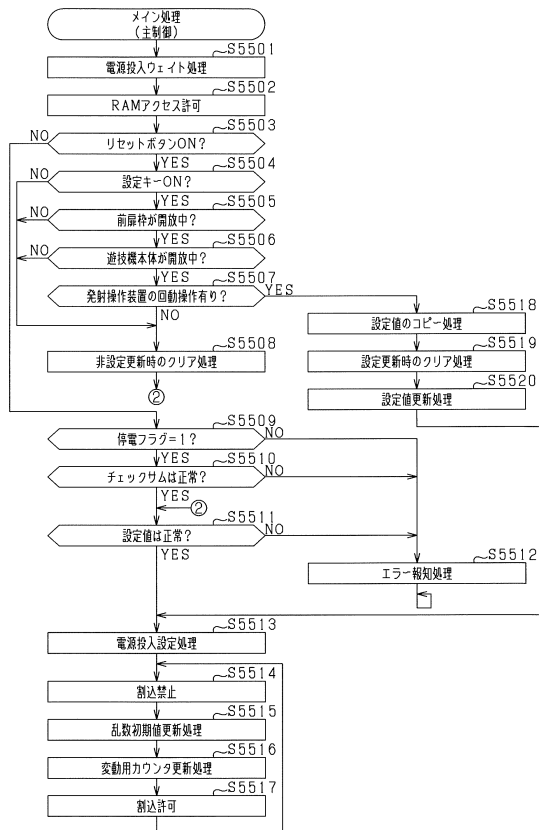 メイン処理
(主制御)
S5501
電源投入ウェイト処理
S5502
RAMアクセス許可
S5503
NO
リセットボタンON?
YES
S5504
NO
設定キーON?
YES
S5505
NO
前扉枠が開放中?
YES
S5506
NO
遊技機本体が開放中?
YES
S5507
発射操作装置の回動操作有り?
YES
NO
S5518
設定値のコピー処理
S5508
非設定更新時のクリア処理
②
S5519
設定更新時のクリア処理
S5520
設定値更新処理
S5509
停電フラグ=1?
NO
YES
S5510
チェックサムは正常?
NO
YES
②
S5511
設定値は正常?
NO
YES
S5512
エラー報知処理
S5513
電源投入設定処理
S5514
割込禁止
S5515
乱数初期値更新処理
S5516
変動用カウンタ更新処理
S5517
割込許可